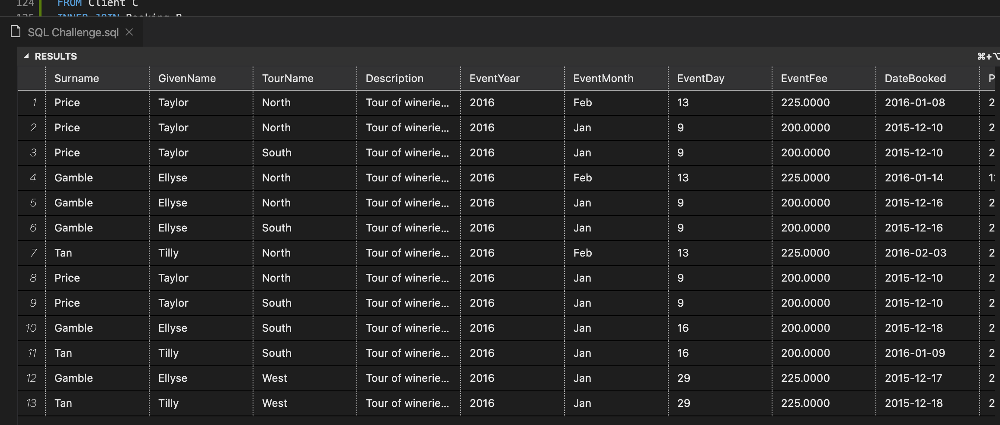 124 FROM Client C
125 INNER JOIN Booking B
SQL Challenge.sql
RESULTS ⌘+⌥
Surname GivenName TourName Description EventYear EventMonth EventDay EventFee DateBooked P
1 Price Taylor North Tour of winerie... 2016 Feb 13 225.0000 2016-01-08 2
2 Price Taylor North Tour of winerie... 2016 Jan 9 200.0000 2015-12-10 2
3 Price Taylor South Tour of winerie... 2016 Jan 9 200.0000 2015-12-10 2
4 Gamble Ellyse North Tour of winerie... 2016 Feb 13 225.0000 2016-01-14 1
5 Gamble Ellyse North Tour of winerie... 2016 Jan 9 200.0000 2015-12-16 2
6 Gamble Ellyse South Tour of winerie... 2016 Jan 9 200.0000 2015-12-16 2
7 Tan Tilly North Tour of winerie... 2016 Feb 13 225.0000 2016-02-03 2
8 Price Taylor North Tour of winerie... 2016 Jan 9 200.0000 2015-12-10 2
9 Price Taylor South Tour of winerie... 2016 Jan 9 200.0000 2015-12-10 2
10 Gamble Ellyse South Tour of winerie... 2016 Jan 16 200.0000 2015-12-18 2
11 Tan Tilly South Tour of winerie... 2016 Jan 16 200.0000 2016-01-09 2
12 Gamble Ellyse West Tour of winerie... 2016 Jan 29 225.0000 2015-12-17 2
13 Tan Tilly West Tour of winerie... 2016 Jan 29 225.0000 2015-12-18 2